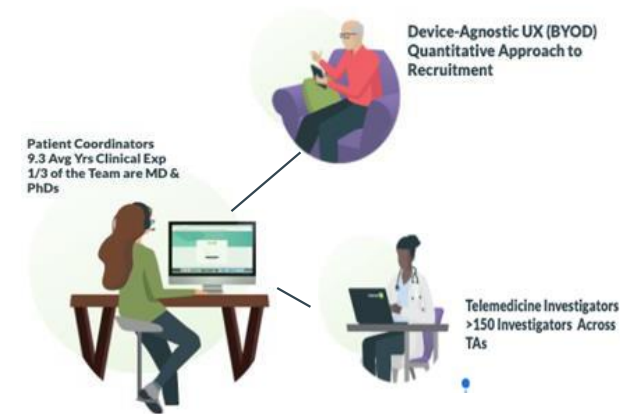 Device-Agnostic UX (BYOD)
Quantitative Approach to
Recruitment
Patient Coordinators
9.3 Avg Yrs Clinical Exp
1/3 of the Team are MD &
PhDs
Telemedicine Investigators
>150 Investigators Across
TAs